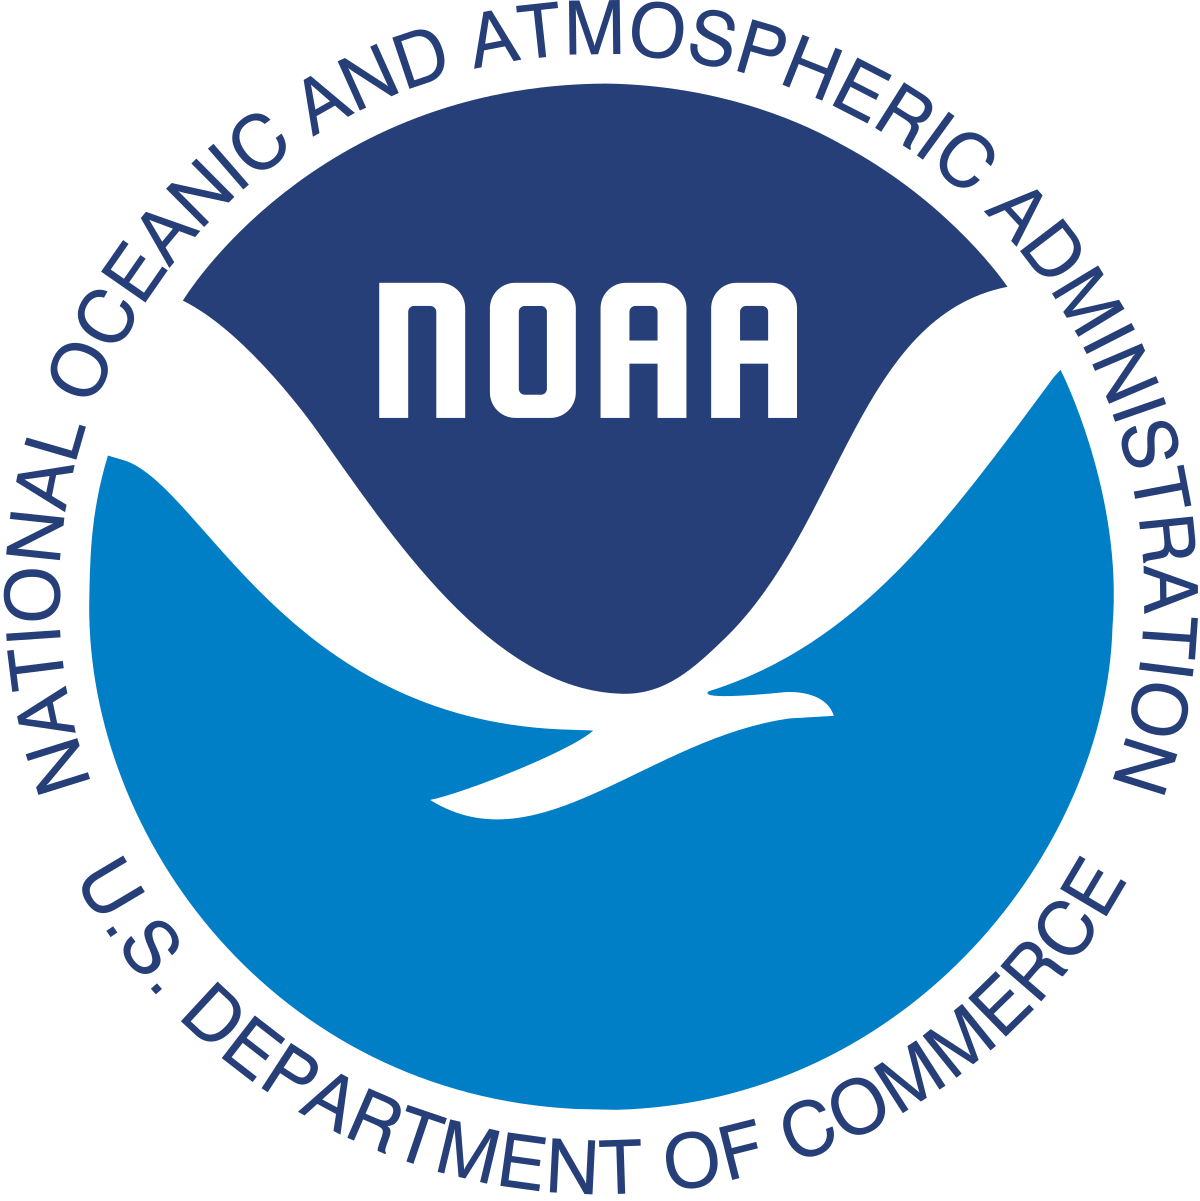 NATIONAL OCEANIC AND ATMOSPHERIC ADMINISTRATION
NOAA
U.S. DEPARTMENT OF COMMERCE